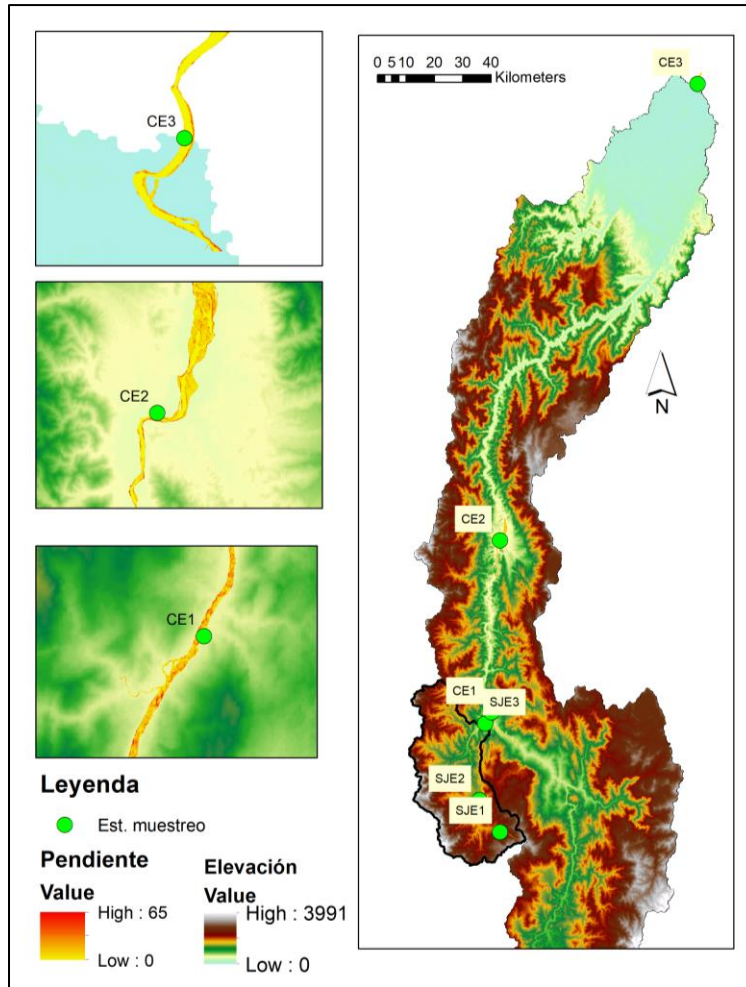 CE3
CE2
CE1
Leyenda
Est. muestreo
Pendiente
Value
High : 65
Low : 0
Elevación
Value
High : 3991
Low : 0
0 5 10 20 30 40
Kilometers
CE3
N
CE2
CE1
SJE3
SJE2
SJE1